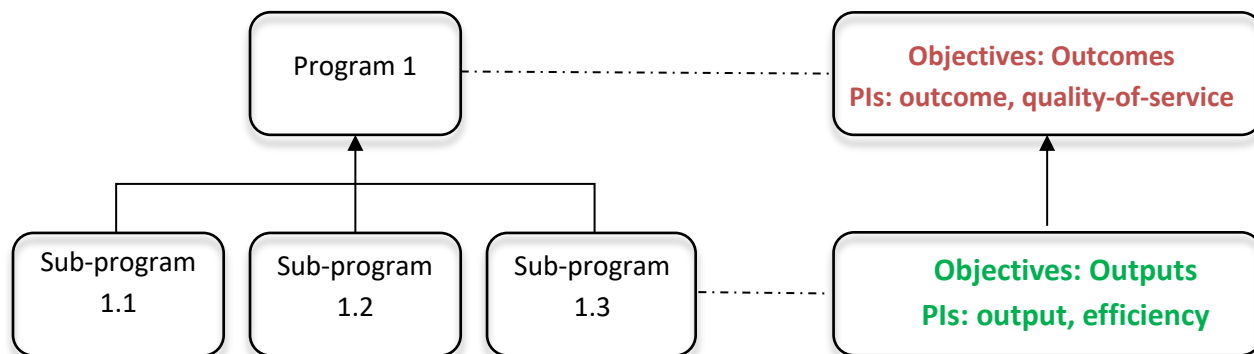 Program 1
Objectives: Outcomes
PIs: outcome, quality-of-service
Sub-program
1.1
Sub-program
1.2
Sub-program
1.3
Objectives: Outputs
PIs: output, efficiency